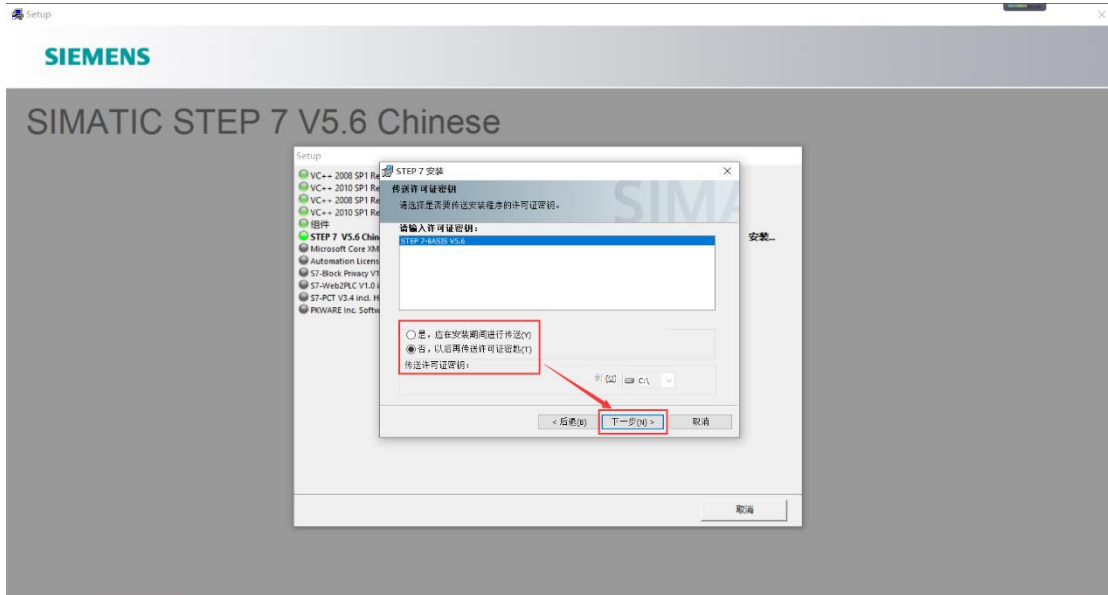 Setup
SIEMENS
SIMATIC STEP 7 V5.6 Chinese
Setup
VC++ 2008 SP1 Re
VC++ 2010 SP1 Re
VC++ 2008 SP1 Re
VC++ 2010 SP1 Re
组件
STEP 7 V5.6 Chin
Microsoft Core XM
Automation Licens
S7-Block Privacy V1
S7-Web2PLC V1.0 i
S7-PCT V3.4 incl. H
PKWARE Inc. Softw
安装...
STEP 7 安装
传送许可证密钥
请选择是否要传送安装程序的许可证密钥。
SIMA
请输入许可证密钥:
STEP 7-BASIS V5.6
是, 应在安装期间进行传送(Y)
否, 以后再传送许可证密匙(T)
传送许可证密钥:
到 C:\
< 后退(B)
下一步(N) >
取消
取消